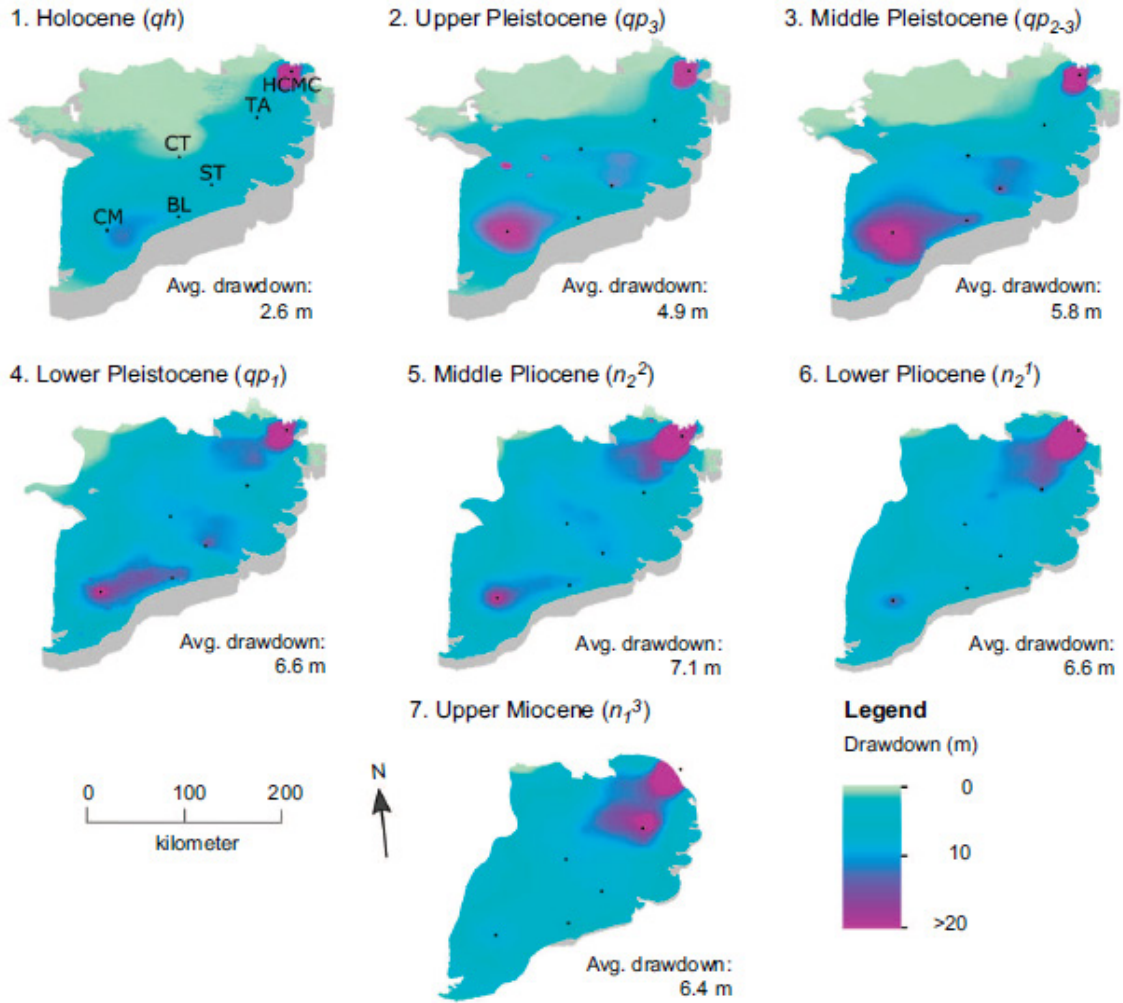 1. Holocene (qh)
2. Upper Pleistocene (qp3)
3. Middle Pleistocene (qp2-3)
HCMC
TA
CT
ST
BL
CM
Avg. drawdown:
2.6 m
Avg. drawdown:
4.9 m
Avg. drawdown:
5.8 m
4. Lower Pleistocene (qp1)
5. Middle Pliocene (n2²)
6. Lower Pliocene (n2¹)
Avg. drawdown:
6.6 m
Avg. drawdown:
7.1 m
Avg. drawdown:
6.6 m
7. Upper Miocene (n1³)
Legend
Drawdown (m)
0
10
>20
0 100 200
kilometer
N
Avg. drawdown:
6.4 m